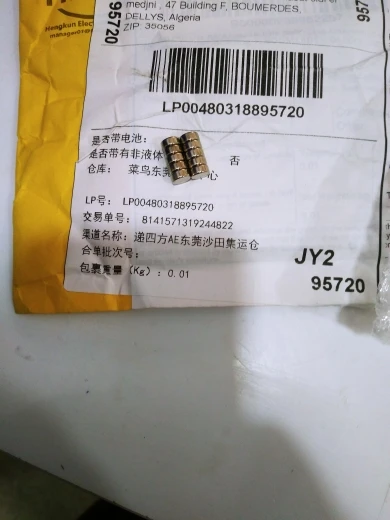 medjni , 47 Building F, BOUMERDES,
DELLYS, Algeria
ZIP: 35056
95720
Hongkun Elec
LP00480318895720
是否带电池:
是否带有非液体
否
仓库: 菜鸟东莞
心
LP号: LP00480318895720
交易单号: 8141571319244822
渠道名称: 递四方AE东莞沙田集运仓
合单批次号:
包裹重量(Kg): 0.01
JY2
95720